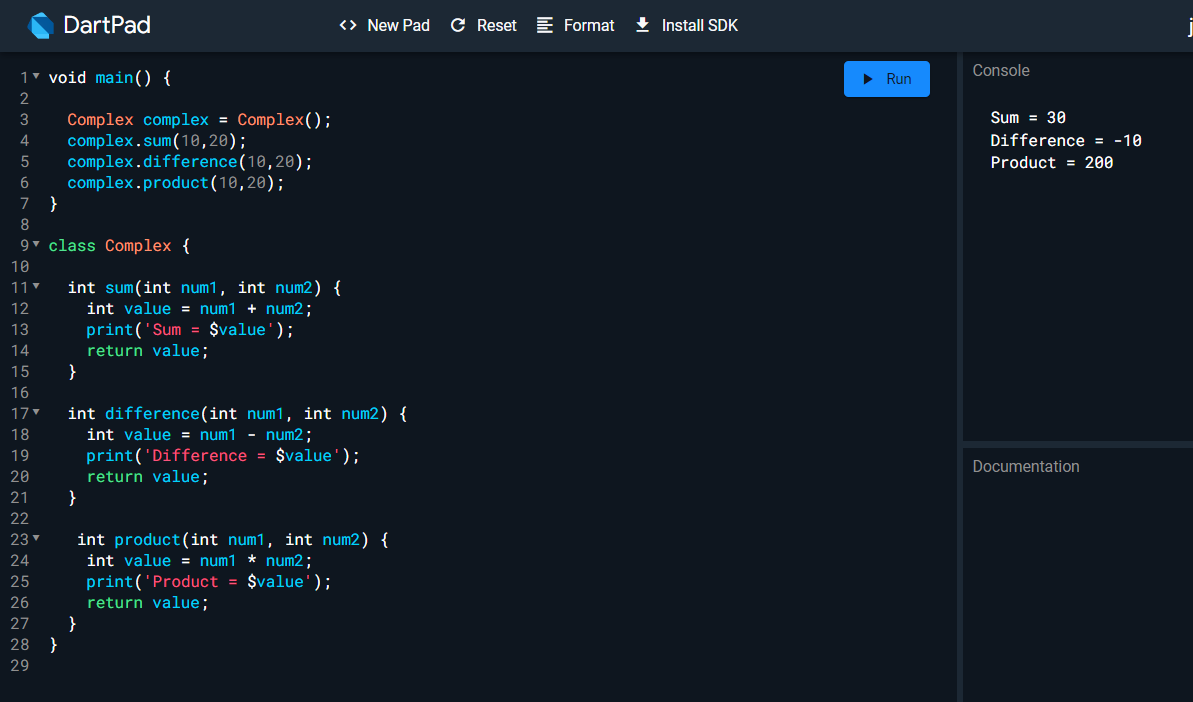 DartPad
<> New Pad
Reset
Format
Install SDK
j
1 void main() {
2
3   Complex complex = Complex();
4   complex.sum(10,20);
5   complex.difference(10,20);
6   complex.product(10,20);
7 }
8
9 class Complex {
10
11   int sum(int num1, int num2) {
12     int value = num1 + num2;
13     print('Sum = $value');
14     return value;
15   }
16
17   int difference(int num1, int num2) {
18     int value = num1 - num2;
19     print('Difference = $value');
20     return value;
21   }
22
23    int product(int num1, int num2) {
24     int value = num1 * num2;
25     print('Product = $value');
26     return value;
27   }
28 }
29
Run
Console
Sum = 30
Difference = -10
Product = 200
Documentation